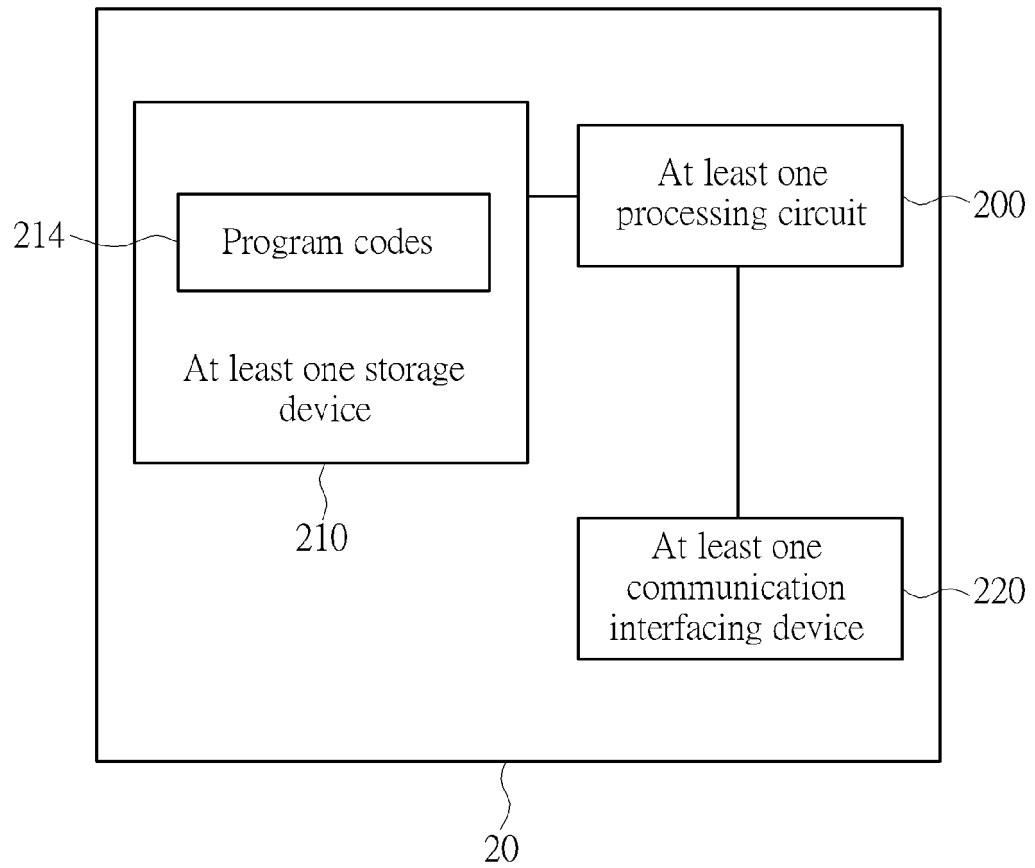 At least one
processing circuit
200
214
Program codes
At least one storage
device
210
At least one
communication
interfacing device
220
20